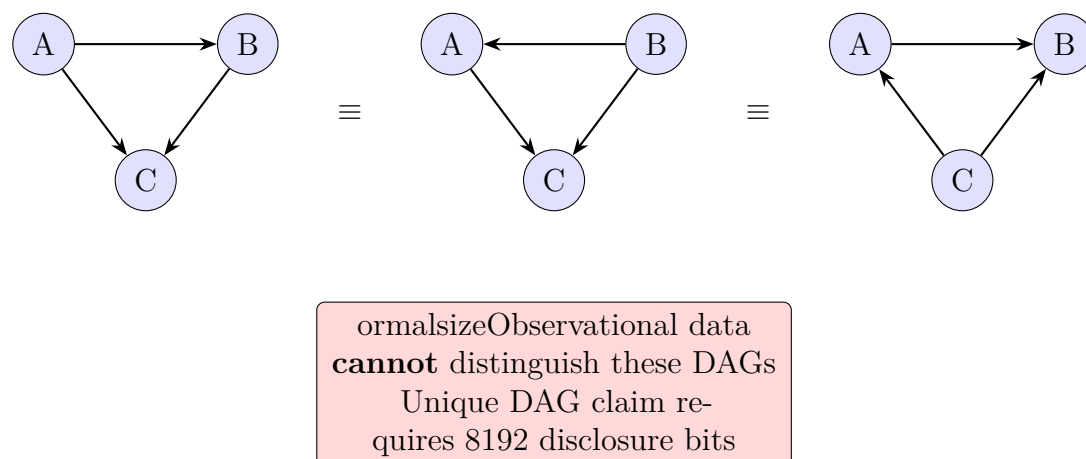 A B A B A B
≡ ≡
C C C
ormalsizeObservational data
cannot distinguish these DAGs
Unique DAG claim re-
quires 8192 disclosure bits